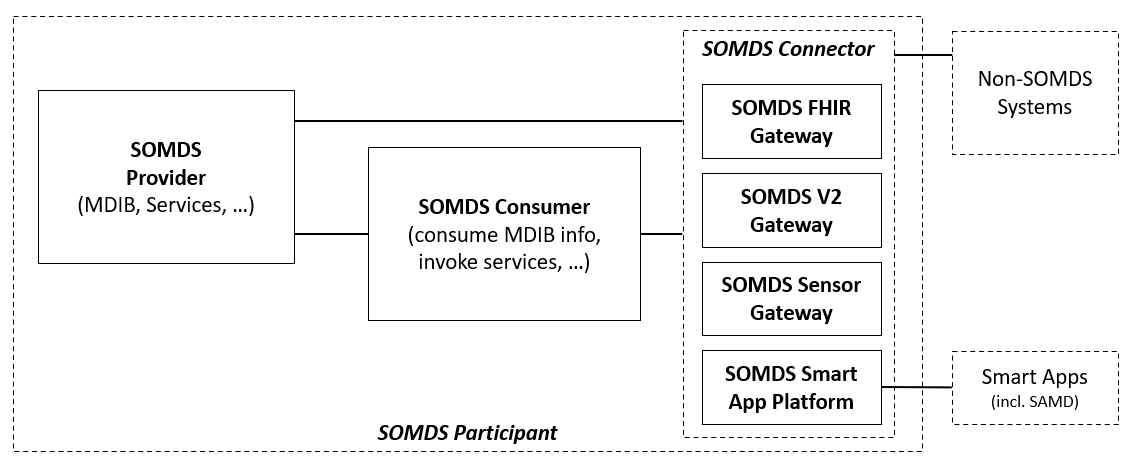 SOMDS Connector
Non-SOMDS
Systems
SOMDS FHIR
Gateway
SOMDS
Provider
(MDIB, Services, …)
SOMDS V2
Gateway
SOMDS Consumer
(consume MDIB info,
invoke services, …)
SOMDS Sensor
Gateway
SOMDS Smart
App Platform
Smart Apps
(incl. SAMD)
SOMDS Participant